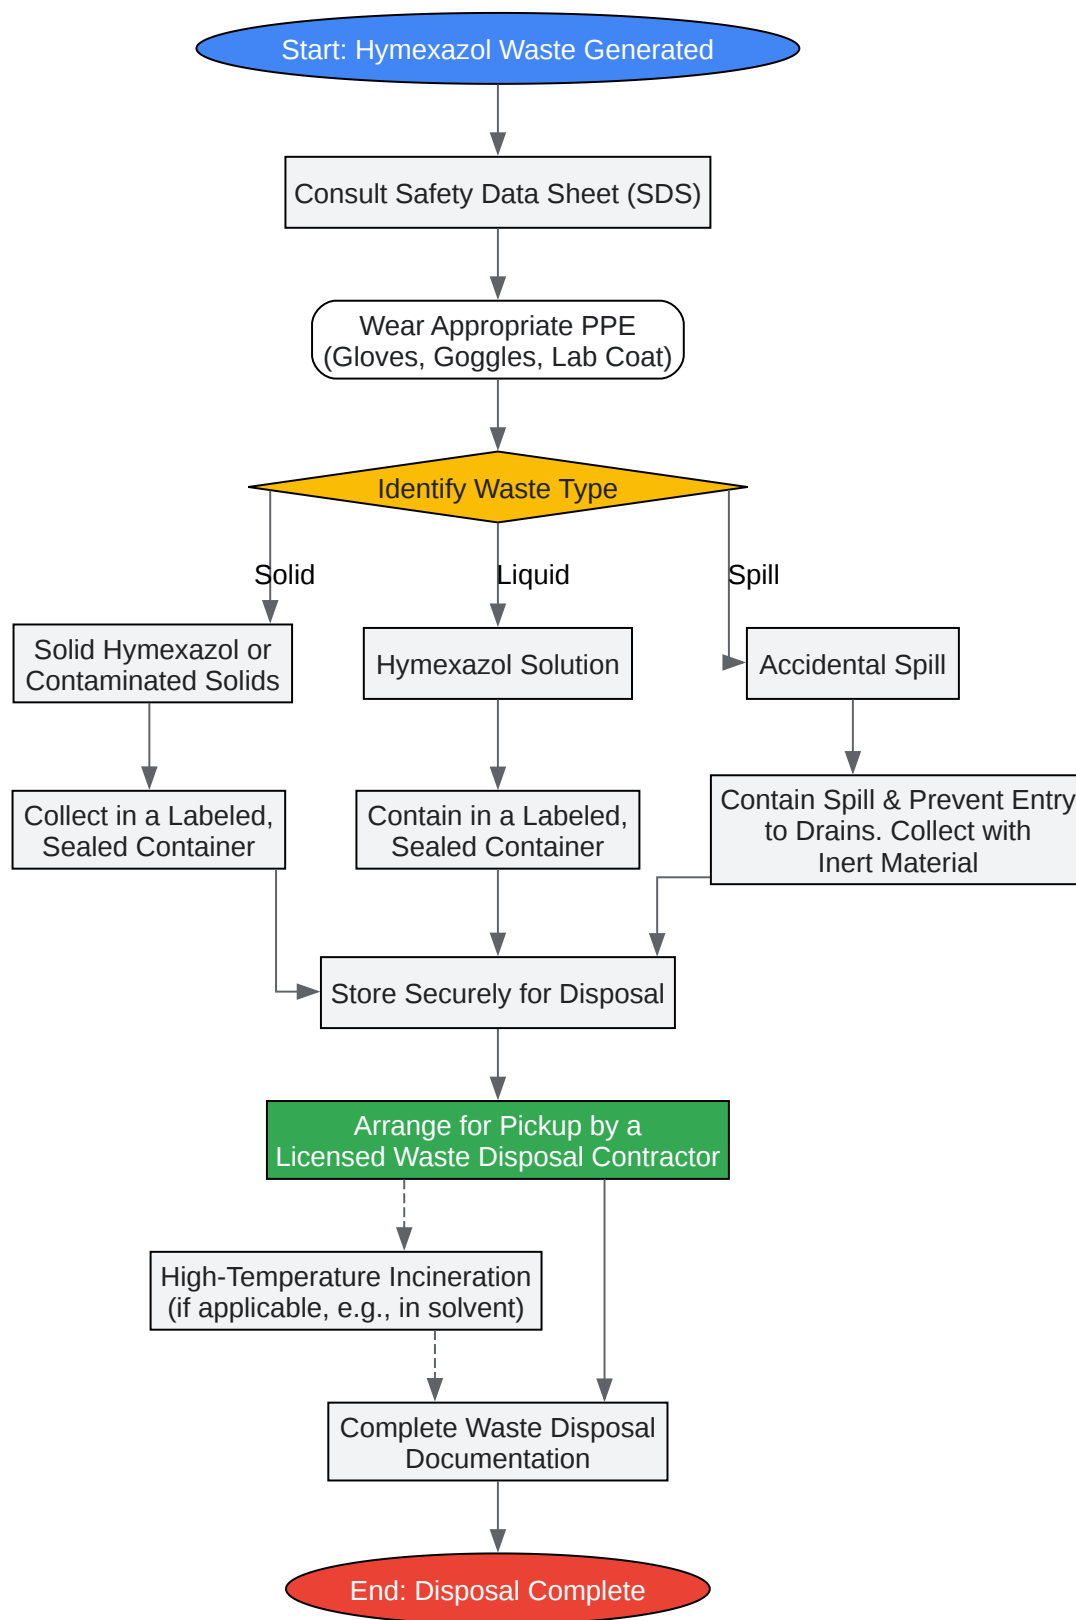 Start: Hymexazol Waste Generated
Consult Safety Data Sheet (SDS)
Wear Appropriate PPE
(Gloves, Goggles, Lab Coat)
Identify Waste Type
Solid
Liquid
Spill
Solid Hymexazol or
Contaminated Solids
Hymexazol Solution
Accidental Spill
Collect in a Labeled,
Sealed Container
Contain in a Labeled,
Sealed Container
Contain Spill & Prevent Entry
to Drains. Collect with
Inert Material
Store Securely for Disposal
Arrange for Pickup by a
Licensed Waste Disposal Contractor
High-Temperature Incineration
(if applicable, e.g., in solvent)
Complete Waste Disposal
Documentation
End: Disposal Complete